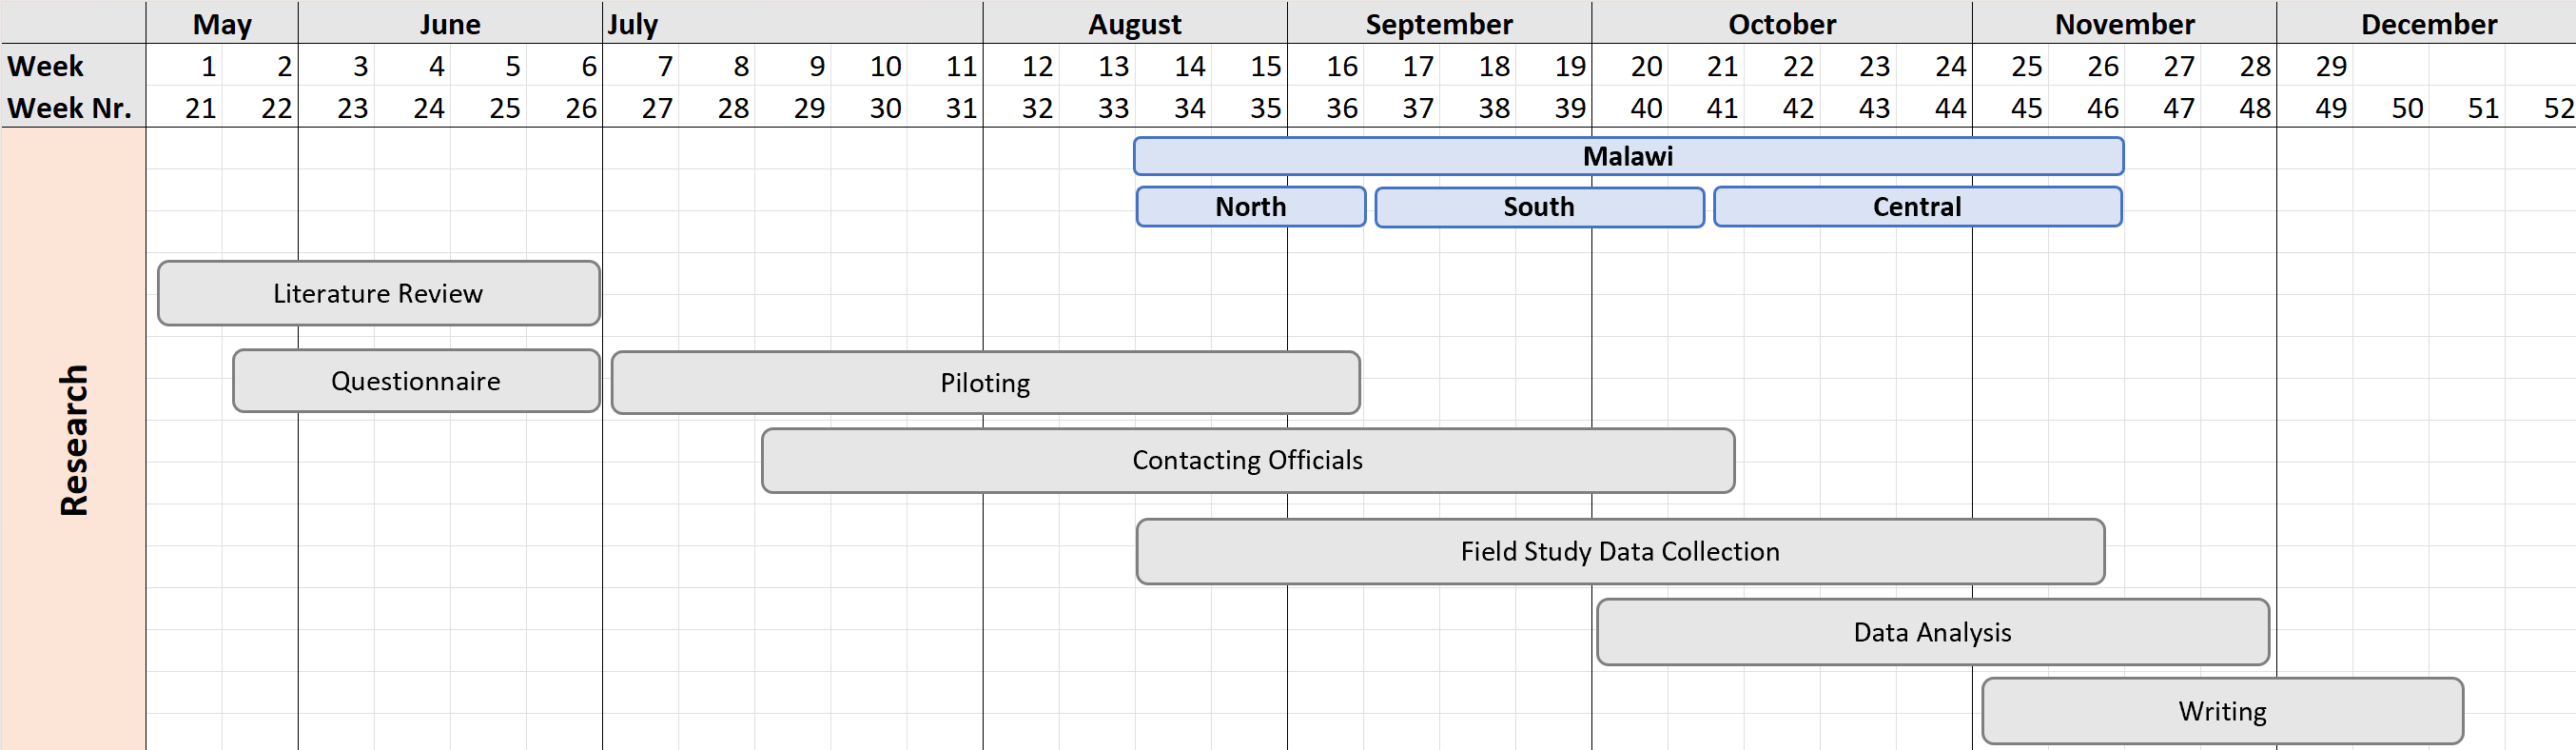 May June July August September October November December
Week 1 2 3 4 5 6 7 8 9 10 11 12 13 14 15 16 17 18 19 20 21 22 23 24 25 26 27 28 29
Week Nr. 21 22 23 24 25 26 27 28 29 30 31 32 33 34 35 36 37 38 39 40 41 42 43 44 45 46 47 48 49 50 51 52
Malawi
North South Central
Literature Review
Questionnaire Piloting
Contacting Officials
Research
Field Study Data Collection
Data Analysis
Writing